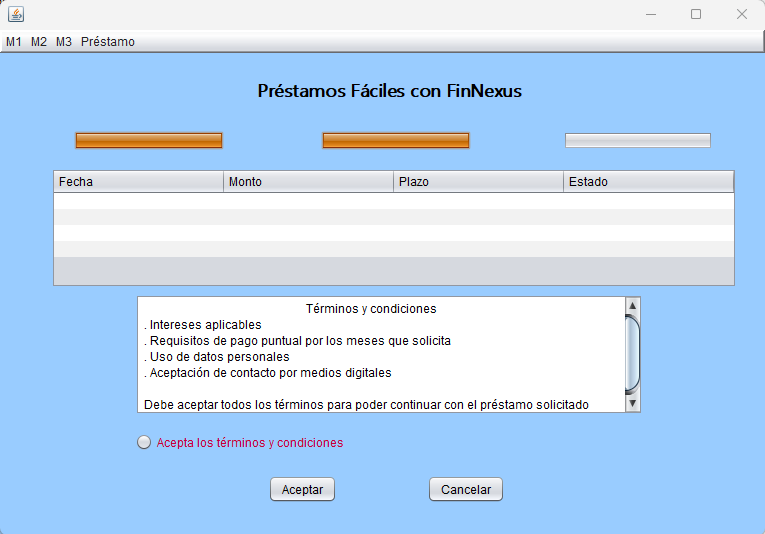 M1 M2 M3 Préstamo
Préstamos Fáciles con FinNexus
Fecha Monto Plazo Estado
Términos y condiciones
. Intereses aplicables
. Requisitos de pago puntual por los meses que solicita
. Uso de datos personales
. Aceptación de contacto por medios digitales
Debe aceptar todos los términos para poder continuar con el préstamo solicitado
Acepta los términos y condiciones
Aceptar Cancelar